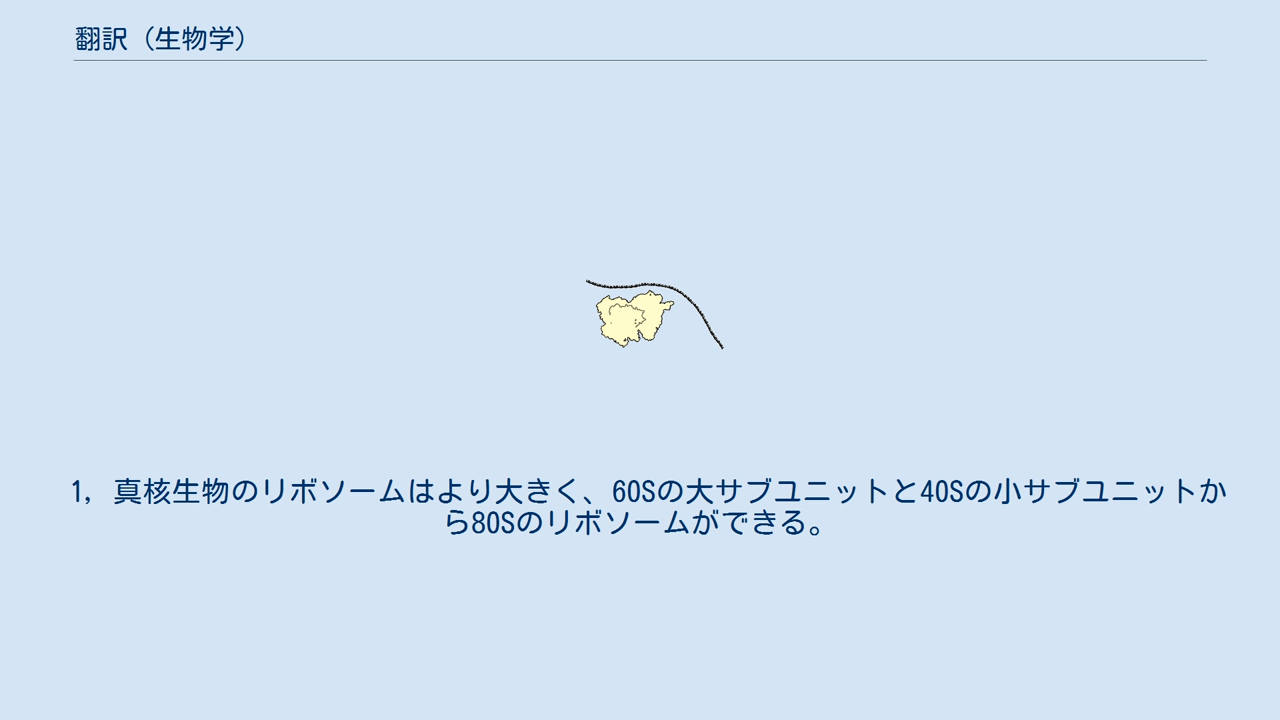 翻訳（生物学）
1, 真核生物のリボソームはより大きく、60Sの大サブユニットと40Sの小サブユニットか
ら80Sのリボソームができる。